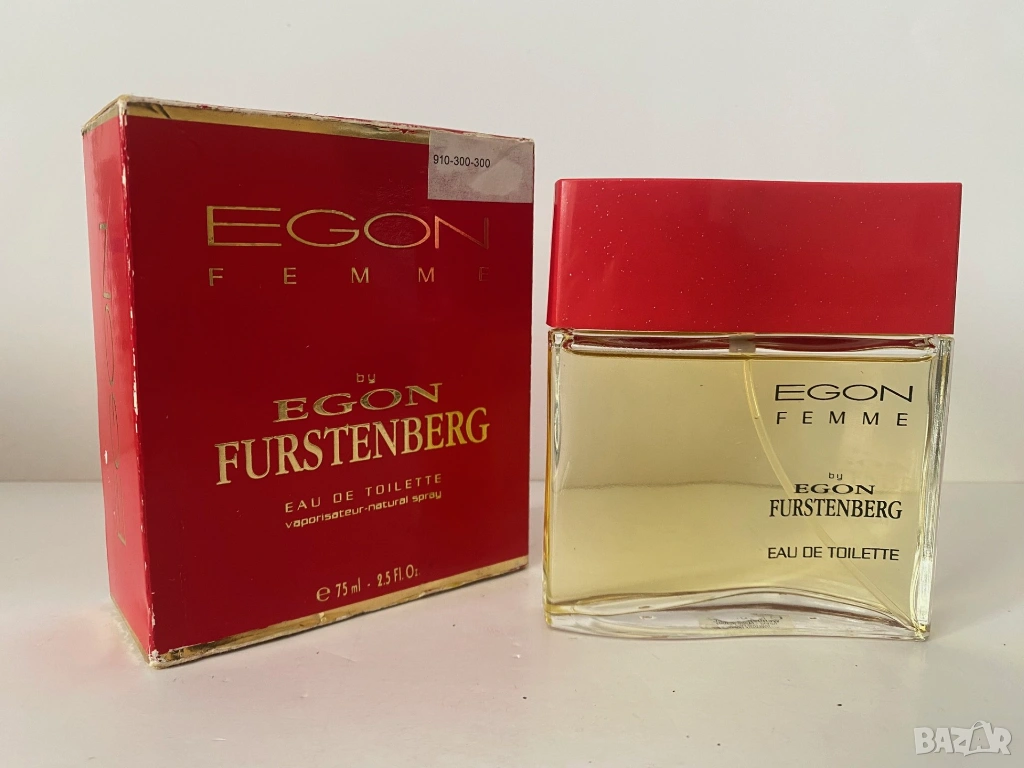 910-300-300
EGON
FEMME
by
EGON
FURSTENBERG
EAU DE TOILETTE
vaporisateur-natural spray
e 75 ml - 2.5 Fl. Oz.
EGON
FEMME
by
EGON
FURSTENBERG
EAU DE TOILETTE
BAZAR